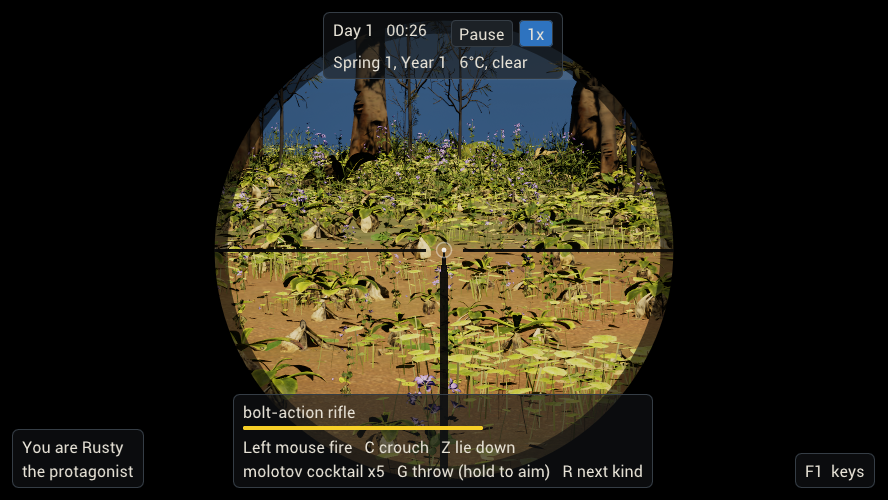 Day 1 00:26 Pause 1x
Spring 1, Year 1 6°C, clear
bolt-action rifle
Left mouse fire C crouch Z lie down
molotov cocktail x5 G throw (hold to aim) R next kind
You are Rusty
the protagonist
F1 keys